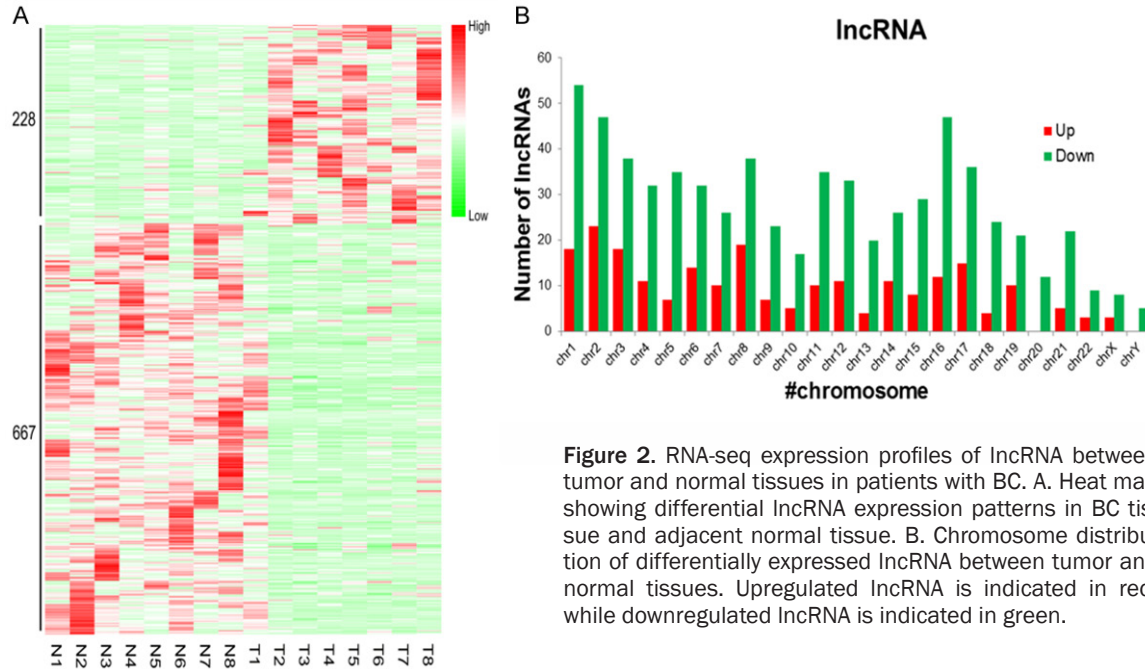 A
High
Low
228
667
N1 N2 N3 N4 N5 N6 N7 N8 T1 T2 T3 T4 T5 T6 T7 T8
B
lncRNA
Number of lncRNAs
60
50
40
30
20
10
0
Up
Down
chr1 chr2 chr3 chr4 chr5 chr6 chr7 chr8 chr9 chr10 chr11 chr12 chr13 chr14 chr15 chr16 chr17 chr18 chr19 chr20 chr21 chr22 chrX chrY
#chromosome
Figure 2. RNA-seq expression profiles of lncRNA between
tumor and normal tissues in patients with BC. A. Heat ma
showing differential lncRNA expression patterns in BC tis
sue and adjacent normal tissue. B. Chromosome distribu
tion of differentially expressed lncRNA between tumor an
normal tissues. Upregulated lncRNA is indicated in re
while downregulated lncRNA is indicated in green.